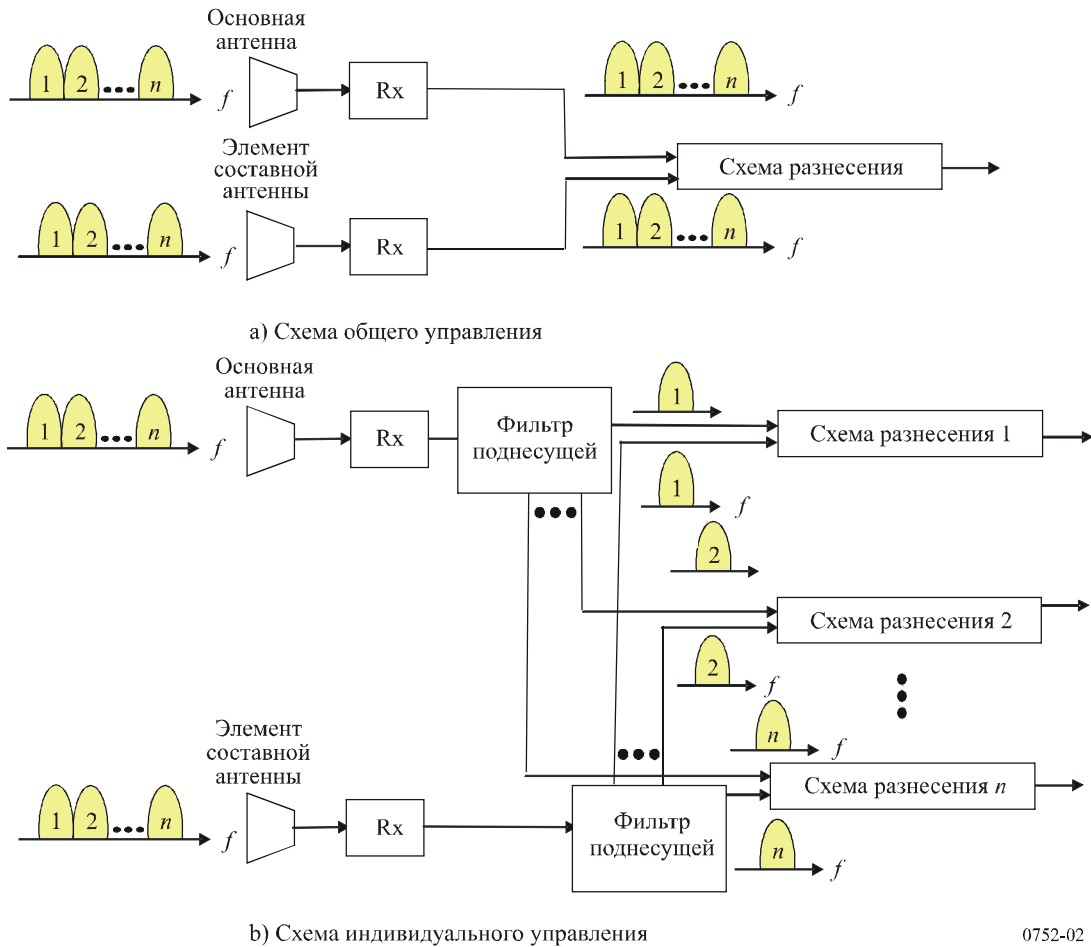 Основная
антенна
1 2 ••• n f
Rx
1 2 ••• n f
Элемент
составной
антенны
Схема разнесения
1 2 ••• n f
Rx
1 2 ••• n f
a) Схема общего управления
Основная
антенна
1 2 ••• n f
Rx
Фильтр
поднесущей
1
Схема разнесения 1
•••
1 f
2
Схема разнесения 2
2 f
Элемент
составной
антенны
•••
n f
Схема разнесения n
1 2 ••• n f
Rx
Фильтр
поднесущей
n f
b) Схема индивидуального управления
0752-02